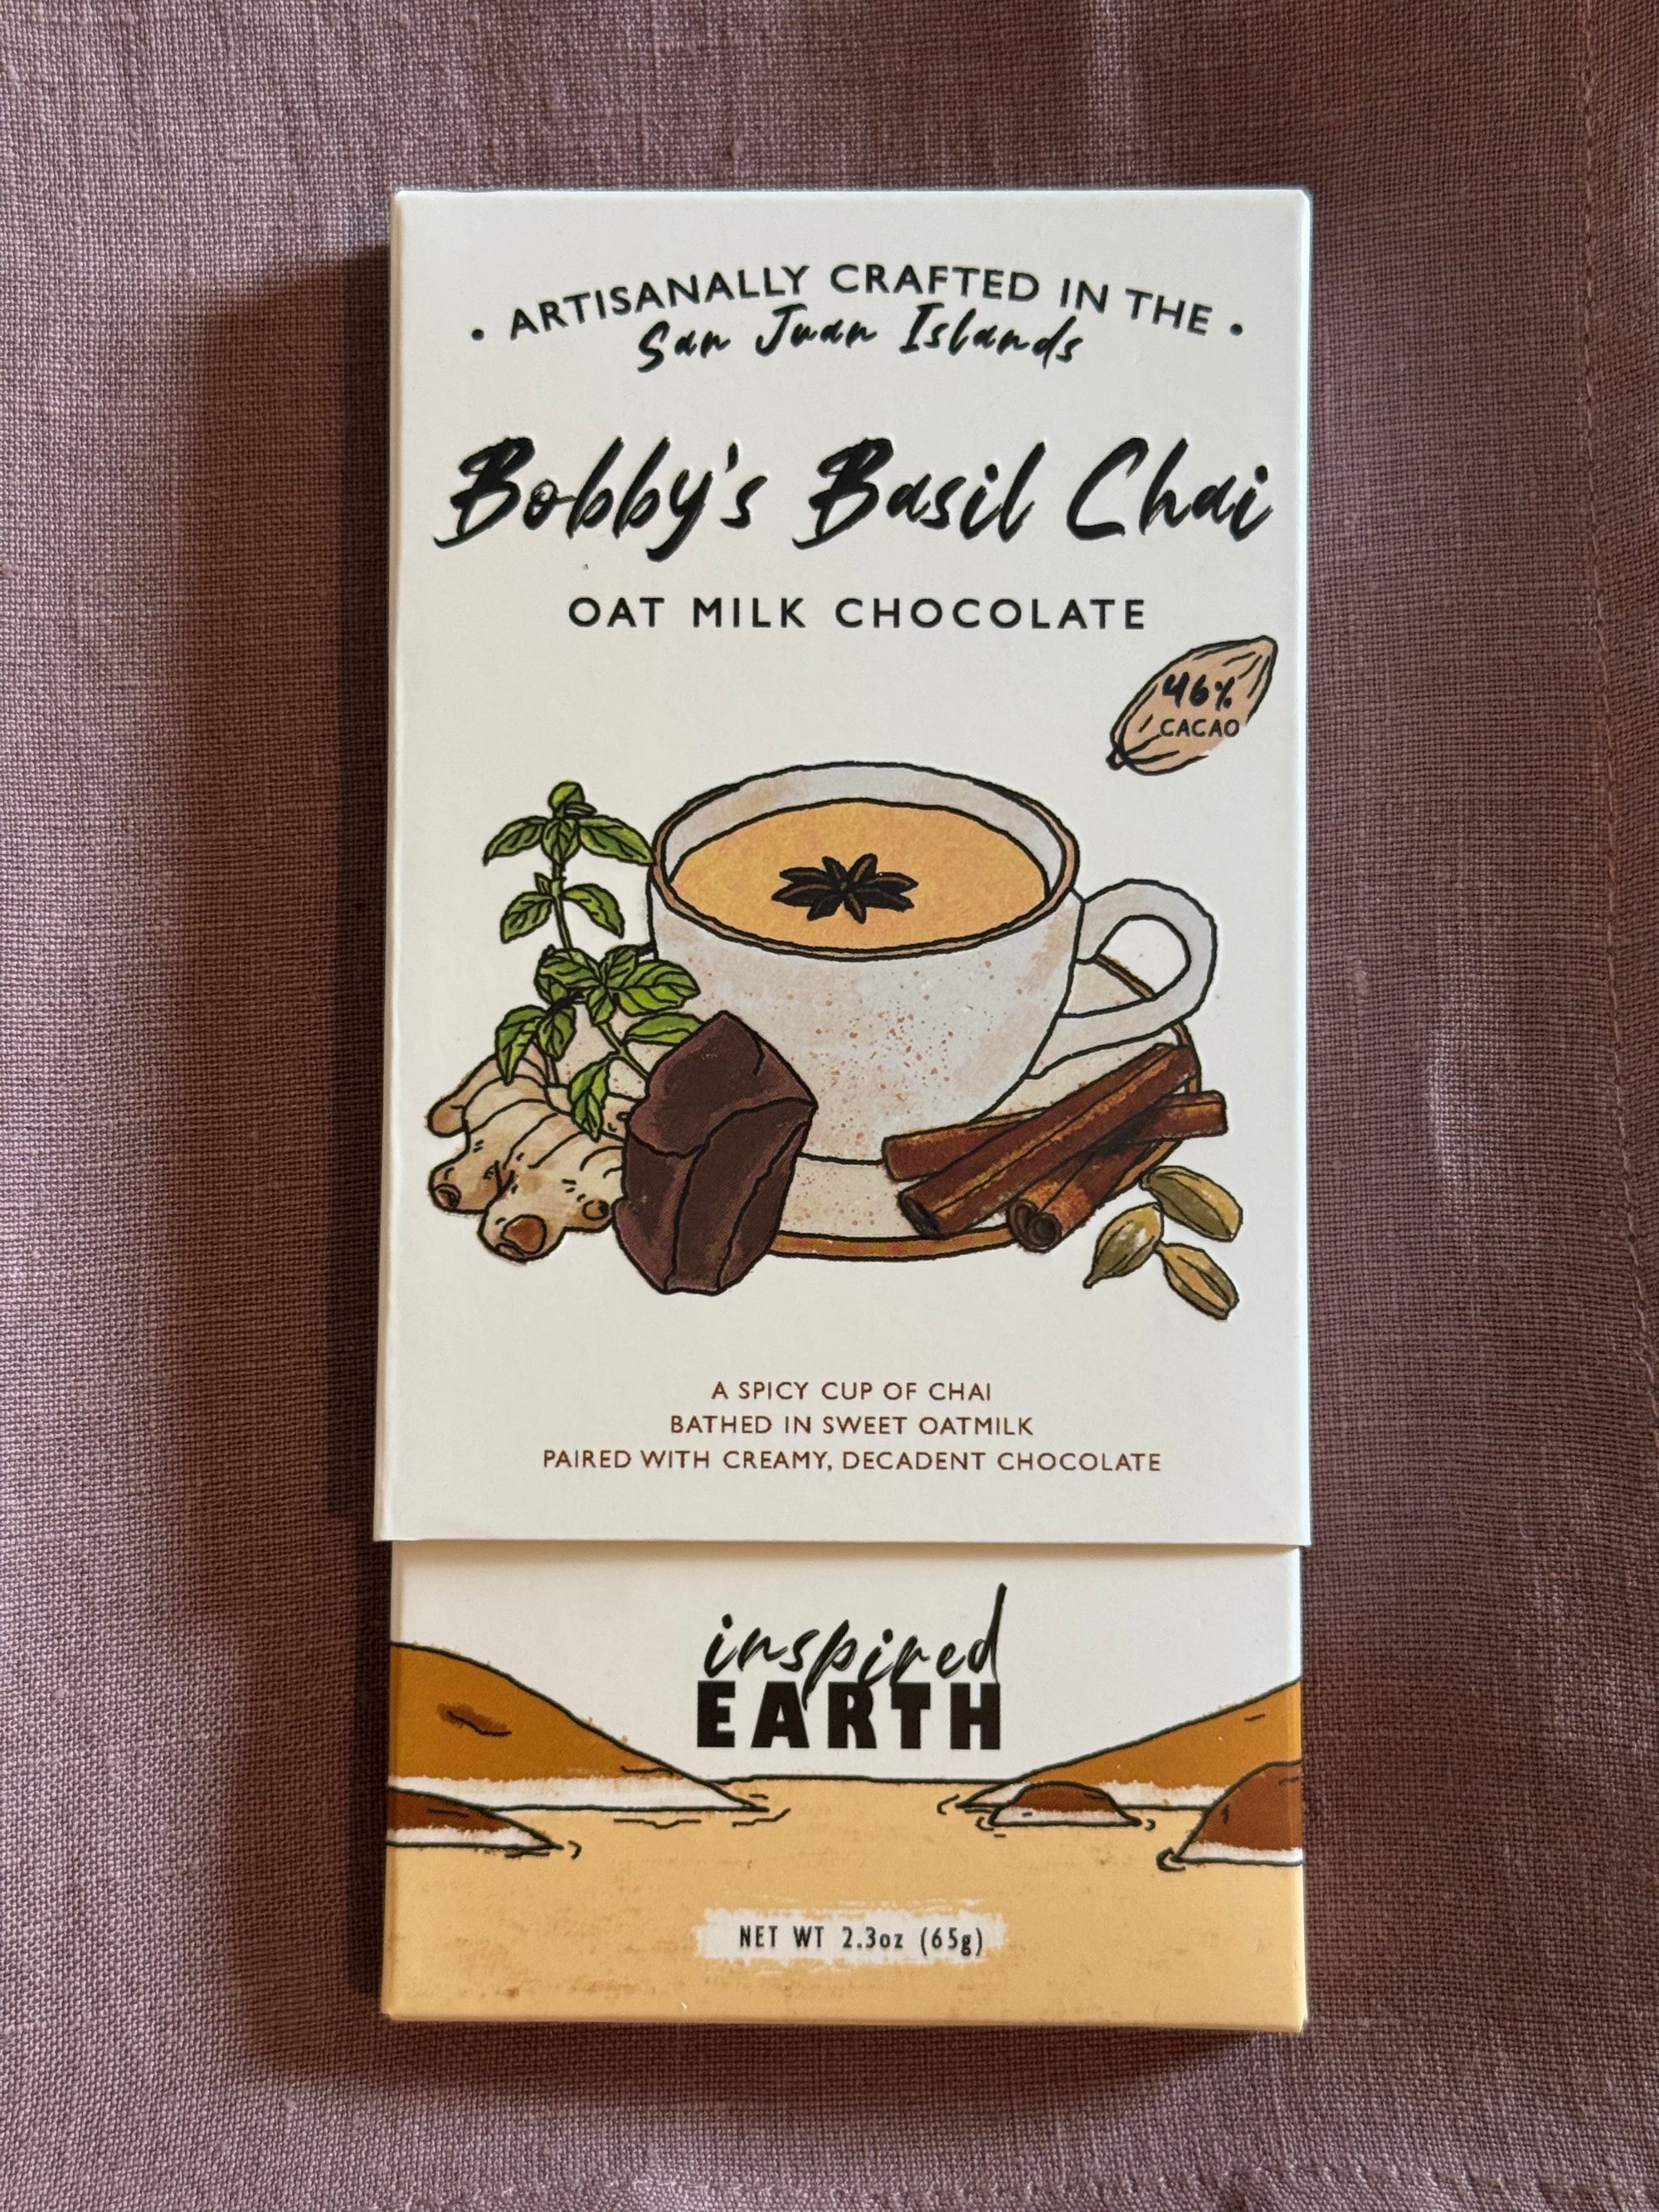 • ARTISANALLY CRAFTED IN THE •
San Juan Islands
Bobby's Basil Chai
OAT MILK CHOCOLATE
46%
CACAO
A SPICY CUP OF CHAI
BATHED IN SWEET OATMILK
PAIRED WITH CREAMY, DECADENT CHOCOLATE
inspired
EARTH
NET WT 2.3oz (65g)